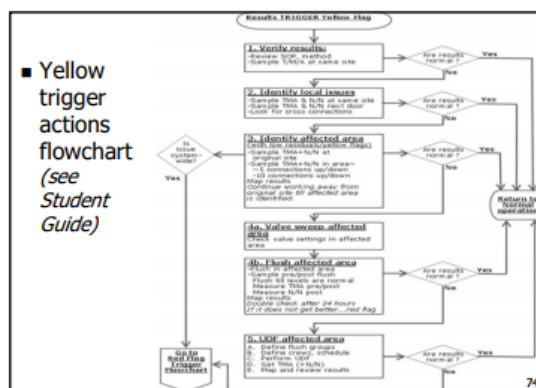 ▪ Yellow
trigger
actions
flowchart
(see
Student
Guide)
Results TRIGGER Yellow Flag
1. Verify results:
-Review SOP, method
-Sample T/M/A at same site
Are results
normal ?
Yes
No
2. Identify local issues
-Sample TMA & N/N at same site
-Sample TMA & N/N next door
-Look for cross connections
Are results
normal ?
Yes
No
3. Identify affected area
(with low residuals/yellow flags)
-Sample TMA+N/N at
original site
-Sample TMA+N/N in area--
~5 connections up/down
~10 connections up/down
Map results
Continue working away from
original site till affected area
is identified.
Are results
normal ?
Yes
No
Is
issue
system-
wide?
Yes
Return to
Normal
operation
4a. Valve sweep affected
area
Check valve settings in affected
area
4b. Flush affected area
-Flush in affected area
-Sample pre/post flush
Flush till levels are normal
Measure TMA pre/post
Measure N/N post
Map results
Double check after 24 hours
If it does not get better...red flag
Are results
normal ?
Yes
No
5. UDF affected area
A. Define flush groups
B. Define crews, schedule
C. Perform UDF
D. Get TMA (+N/N)
E. Map and review results
Are results
normal ?
Yes
No
Go to
Red Flag
Trigger
Flowchart
74